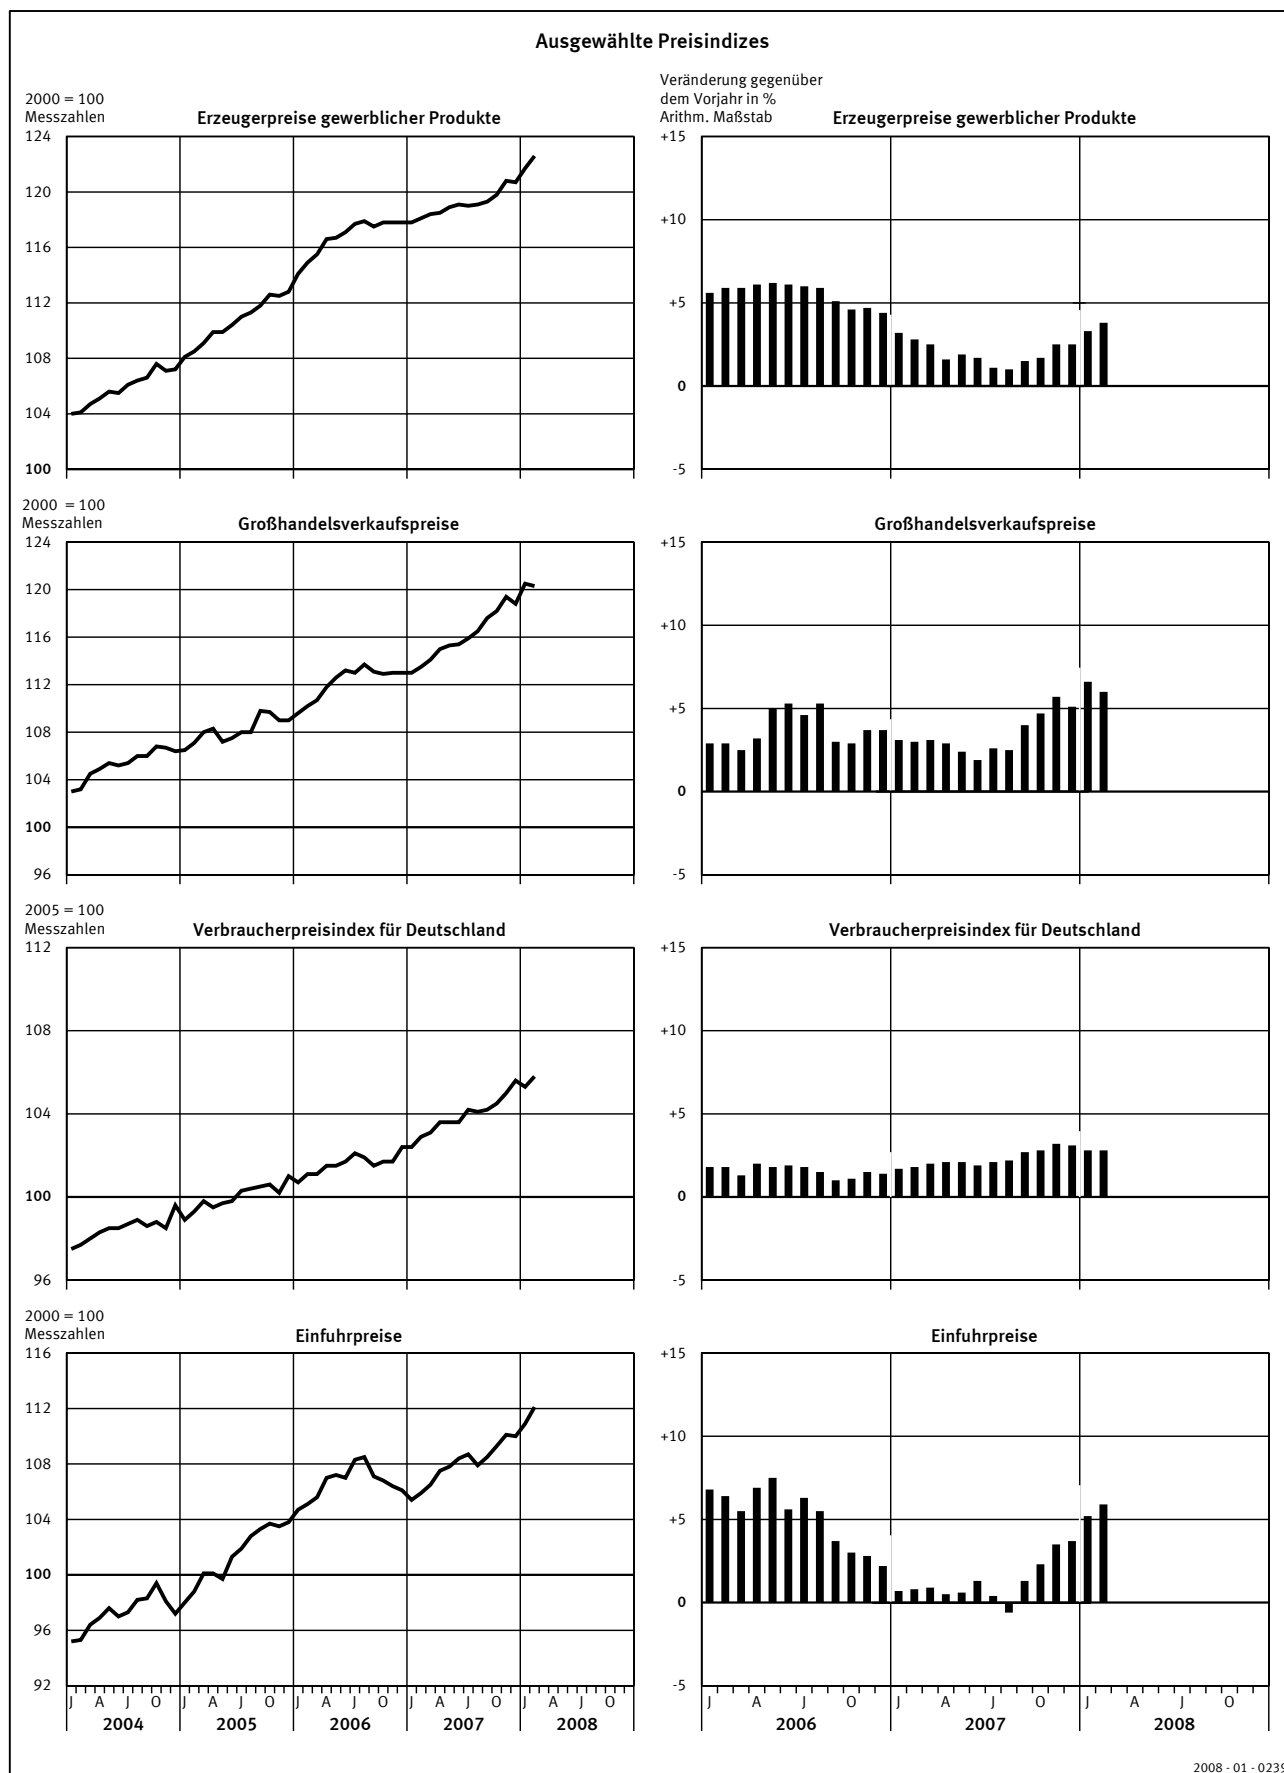 Ausgewählte Preisindizes
2000 = 100
Messzahlen
Erzeugerpreise gewerblicher Produkte
124
120
116
112
108
104
100
Veränderung gegenüber
dem Vorjahr in %
Arithm. Maßstab
Erzeugerpreise gewerblicher Produkte
+15
+10
+5
0
-5
2000 = 100
Messzahlen
Großhandelsverkaufspreise
124
120
116
112
108
104
100
96
Großhandelsverkaufspreise
+15
+10
+5
0
-5
2005 = 100
Messzahlen
Verbraucherpreisindex für Deutschland
112
108
104
100
96
Verbraucherpreisindex für Deutschland
+15
+10
+5
0
-5
2000 = 100
Messzahlen
Einfuhrpreise
116
112
108
104
100
96
92
J A J O J A J O J A J O J A J O J A J O
2004 2005 2006 2007 2008
Einfuhrpreise
+15
+10
+5
0
-5
J A J O J A J O J A J O
2006 2007 2008
2008 - 01 - 0239